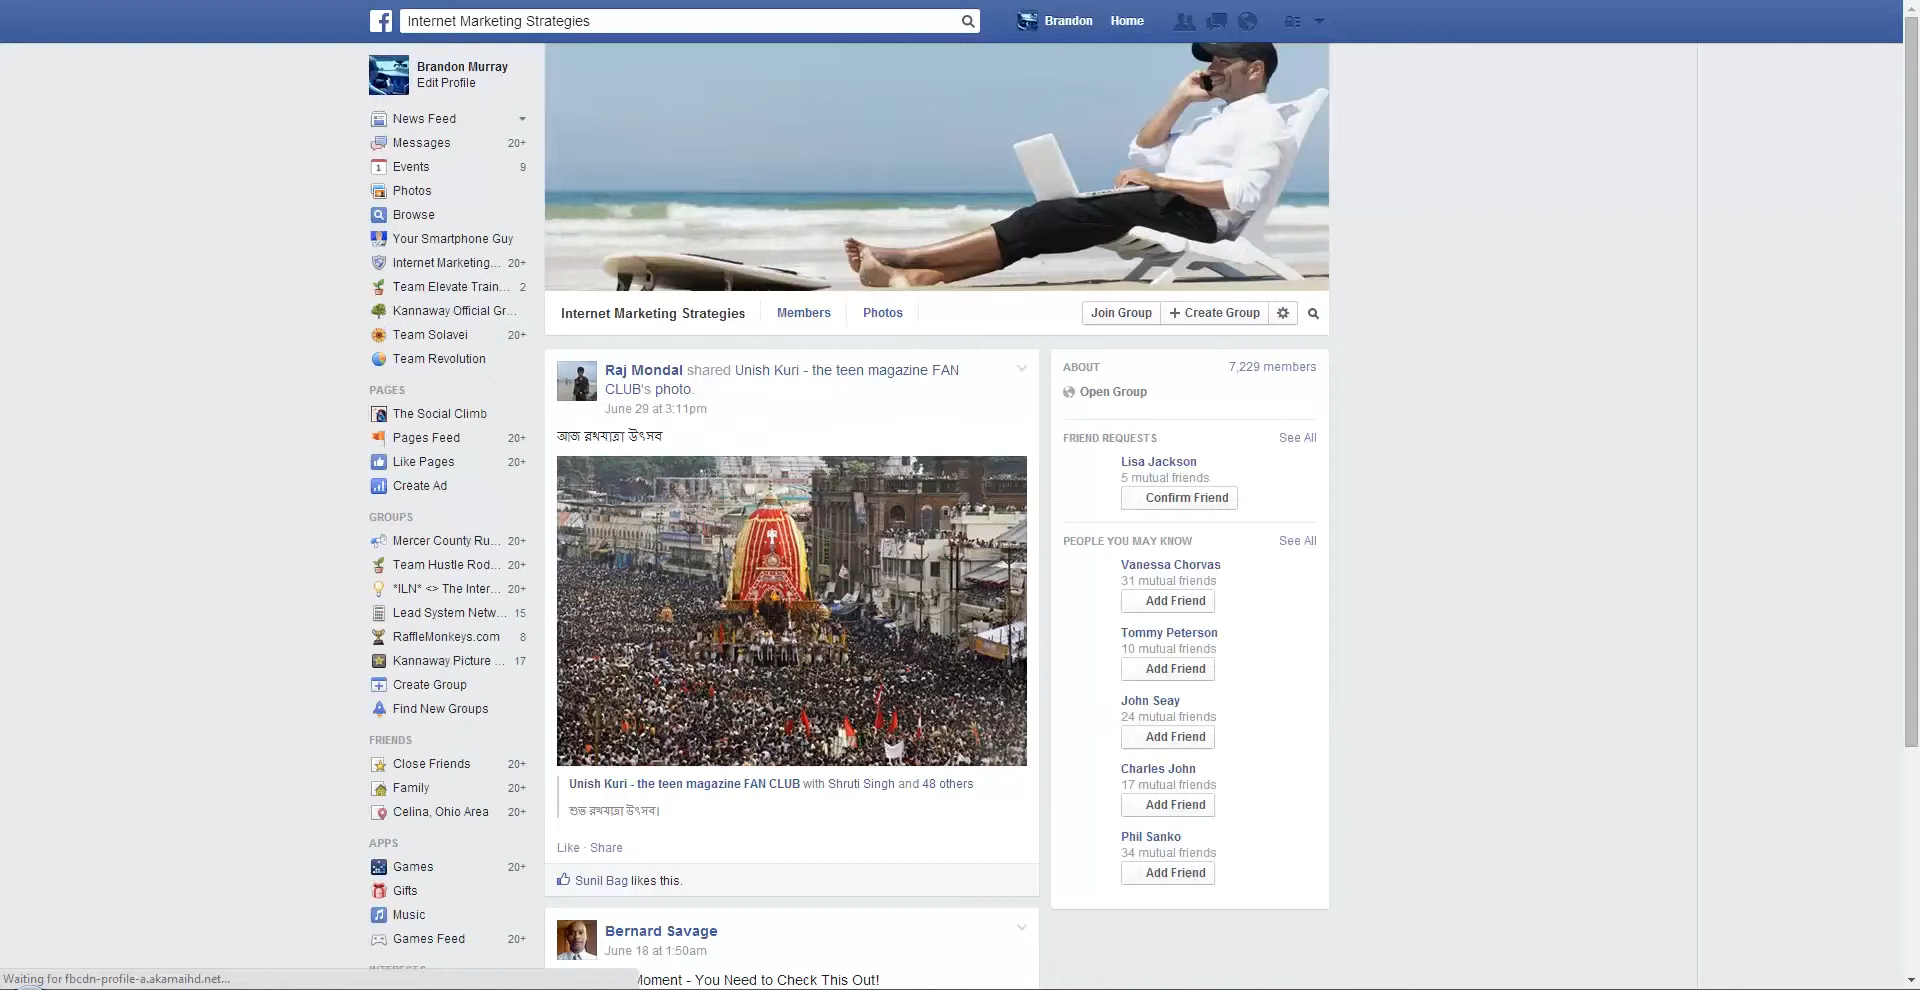 Internet Marketing Strategies
Brandon
Home
Brandon Murray
Edit Profile
News Feed
Messages 20+
Events 9
Photos
Browse
Your Smartphone Guy
Internet Marketing... 20+
Team Elevate Train... 2
Kannaway Official Gr...
Team Solavei 20+
Team Revolution
PAGES
The Social Climb
Pages Feed 20+
Like Pages 20+
Create Ad
GROUPS
Mercer County Ru... 20+
Team Hustle Rod... 20+
*ILN* <> The Inter... 20+
Lead System Netw... 15
RaffleMonkeys.com 8
Kannaway Picture ... 17
Create Group
Find New Groups
FRIENDS
Close Friends 20+
Family 20+
Celina, Ohio Area 20+
APPS
Games 20+
Gifts
Music
Games Feed 20+
INTERESTS
Waiting for fbcdn-profile-a.akamaihd.net...
Internet Marketing Strategies
Members
Photos
Join Group
+ Create Group
Raj Mondal shared Unish Kuri - the teen magazine FAN
CLUB's photo.
June 29 at 3:11pm
আজ রথযাত্রা উৎসব
Unish Kuri - the teen magazine FAN CLUB with Shruti Singh and 48 others
শুভ রথযাত্রা উৎসব।
Like · Share
Sunil Bag likes this.
Bernard Savage
June 18 at 1:50am
Moment - You Need to Check This Out!
ABOUT 7,229 members
Open Group
FRIEND REQUESTS See All
Lisa Jackson
5 mutual friends
Confirm Friend
PEOPLE YOU MAY KNOW See All
Vanessa Chorvas
31 mutual friends
Add Friend
Tommy Peterson
10 mutual friends
Add Friend
John Seay
24 mutual friends
Add Friend
Charles John
17 mutual friends
Add Friend
Phil Sanko
34 mutual friends
Add Friend